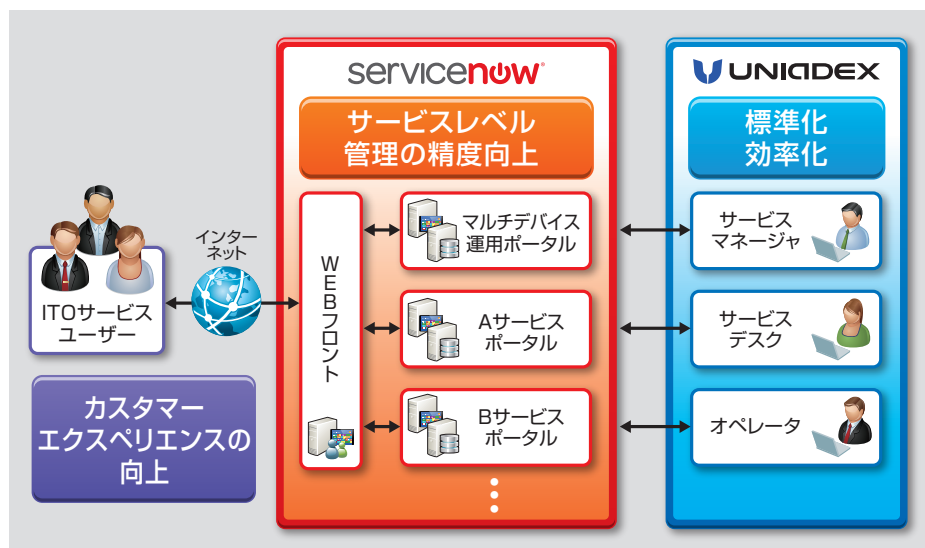 servicenow
サービスレベル
管理の精度向上
UNIADEX
標準化
効率化
インター
ネット
ITOサービス
ユーザー
カスタマー
エクスペリエンスの
向上
WEBフロント
マルチデバイス
運用ポータル
Aサービス
ポータル
Bサービス
ポータル
サービス
マネージャ
サービス
デスク
オペレータ